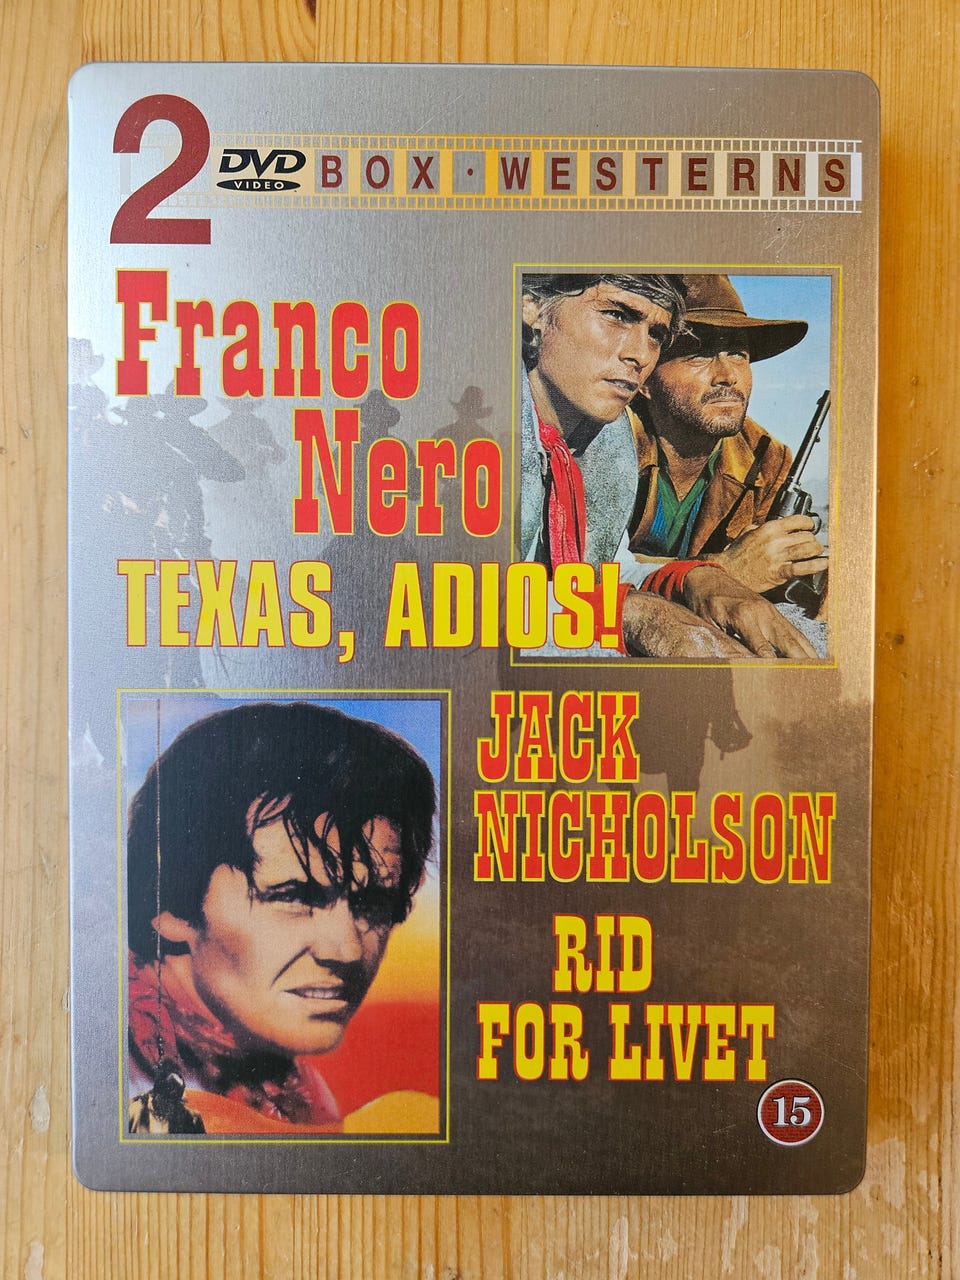 2 DVD VIDEO BOX · WESTERNS
Franco
Nero
TEXAS, ADIOS!
JACK
NICHOLSON
RID
FOR LIVET
15